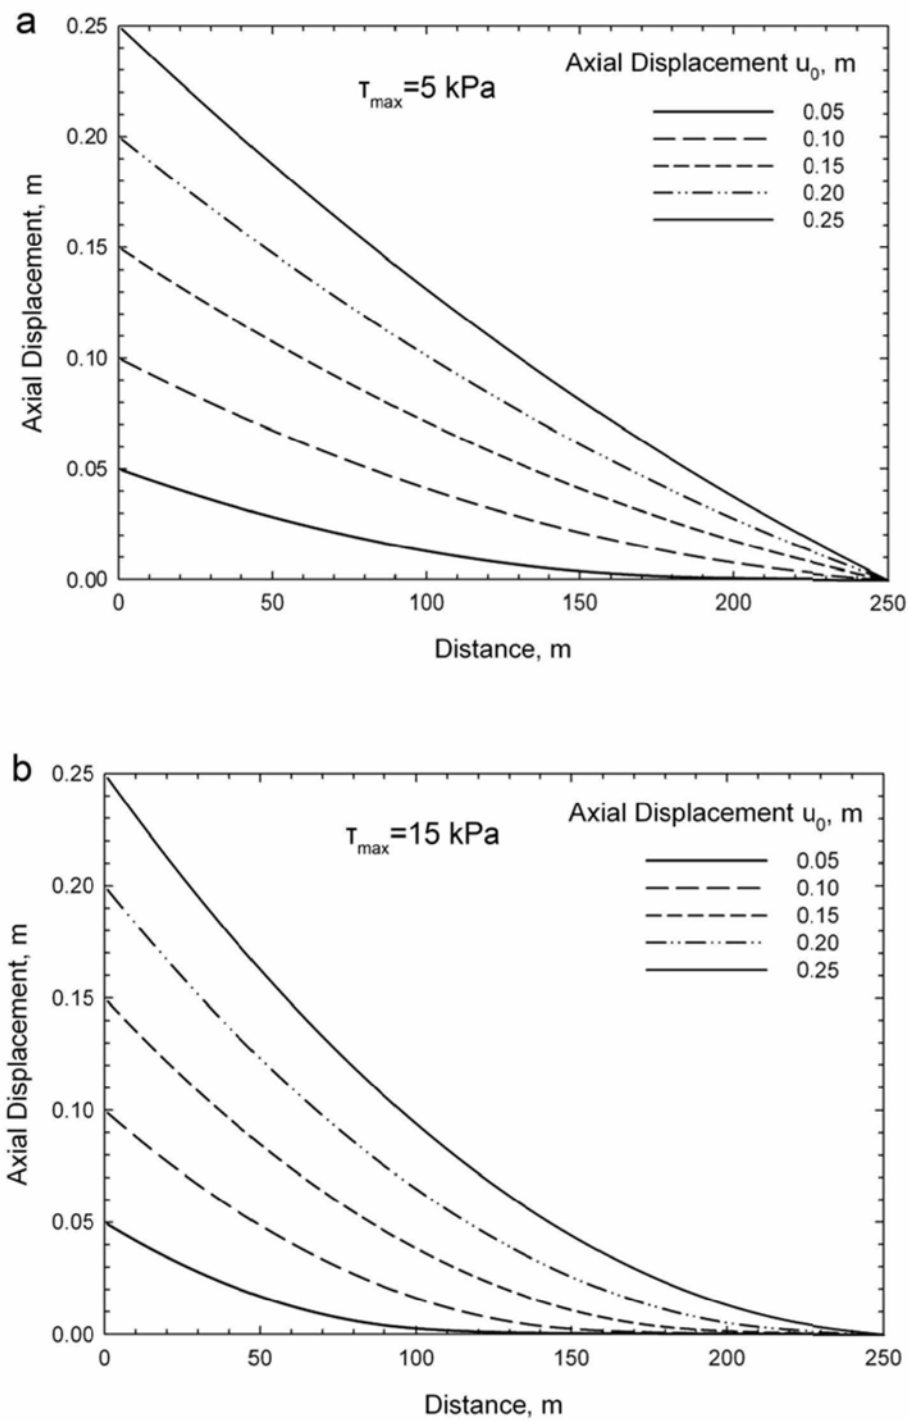 a
0.25
0.20
0.15
0.10
0.05
0.00
Axial Displacement, m
τmax=5 kPa
Axial Displacement u0, m
0.05
0.10
0.15
0.20
0.25
0 50 100 150 200 250
Distance, m
b
0.25
0.20
0.15
0.10
0.05
0.00
Axial Displacement, m
τmax=15 kPa
Axial Displacement u0, m
0.05
0.10
0.15
0.20
0.25
0 50 100 150 200 250
Distance, m